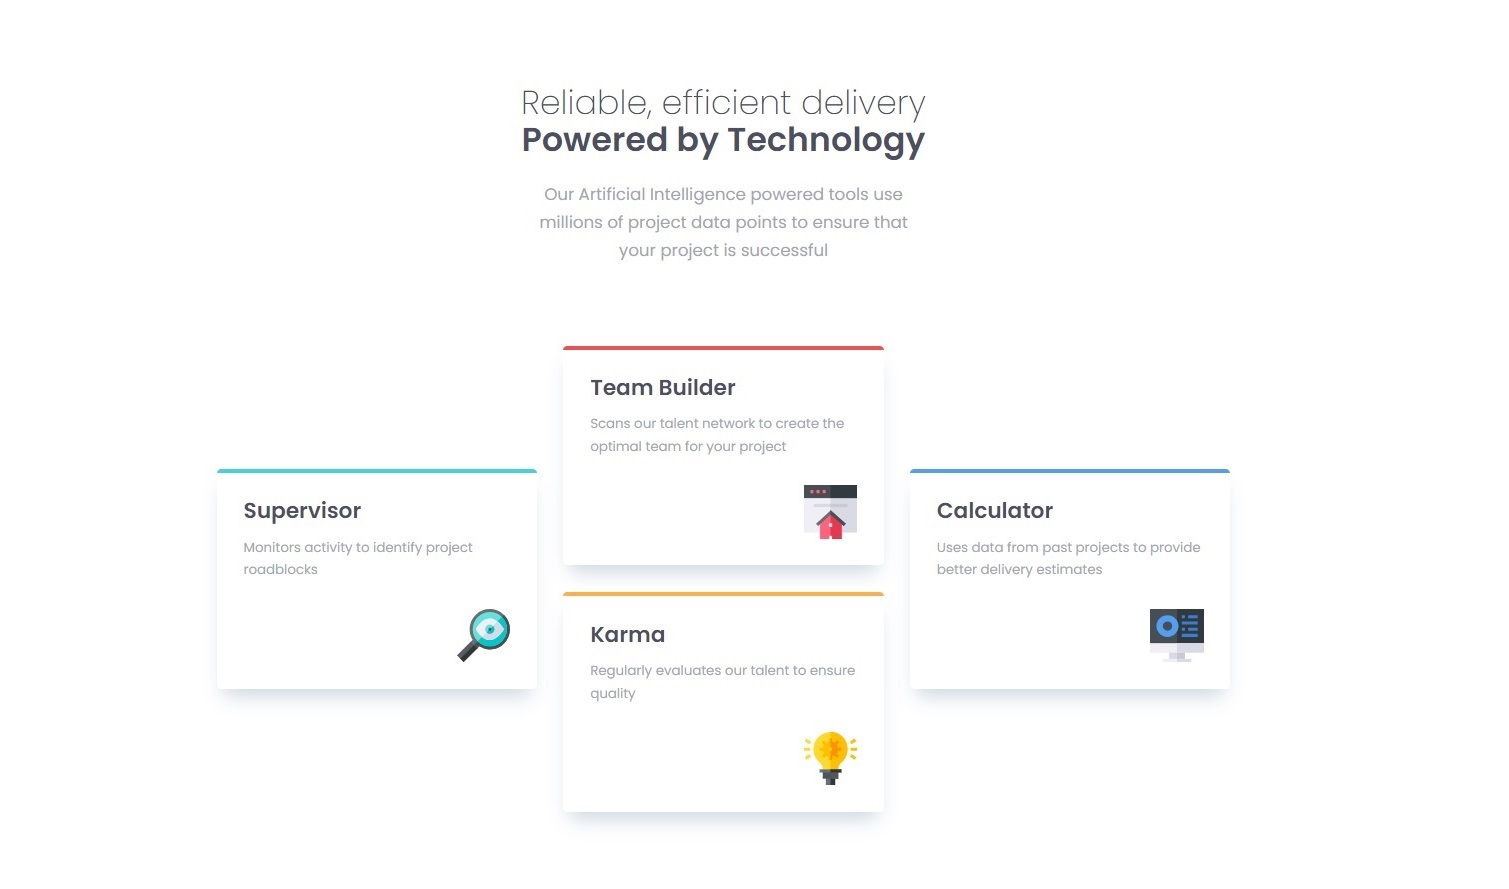 Reliable, efficient delivery
Powered by Technology
Our Artificial Intelligence powered tools use
millions of project data points to ensure that
your project is successful
Supervisor
Monitors activity to identify project
roadblocks
Team Builder
Scans our talent network to create the
optimal team for your project
Karma
Regularly evaluates our talent to ensure
quality
Calculator
Uses data from past projects to provide
better delivery estimates